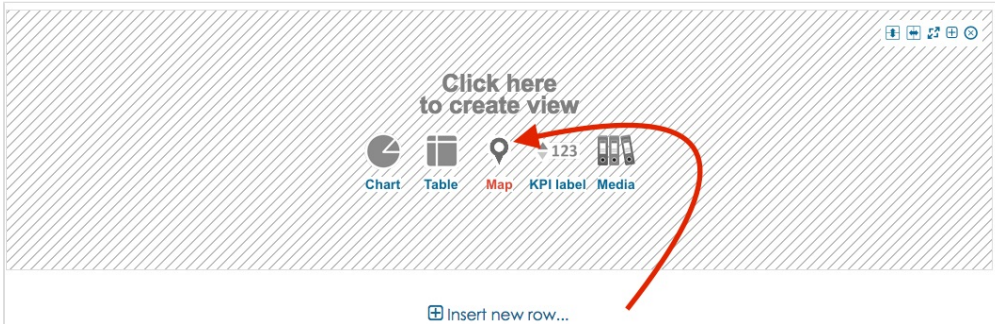 Click here
to create view
123
Chart Table Map KPI label Media
Insert new row...